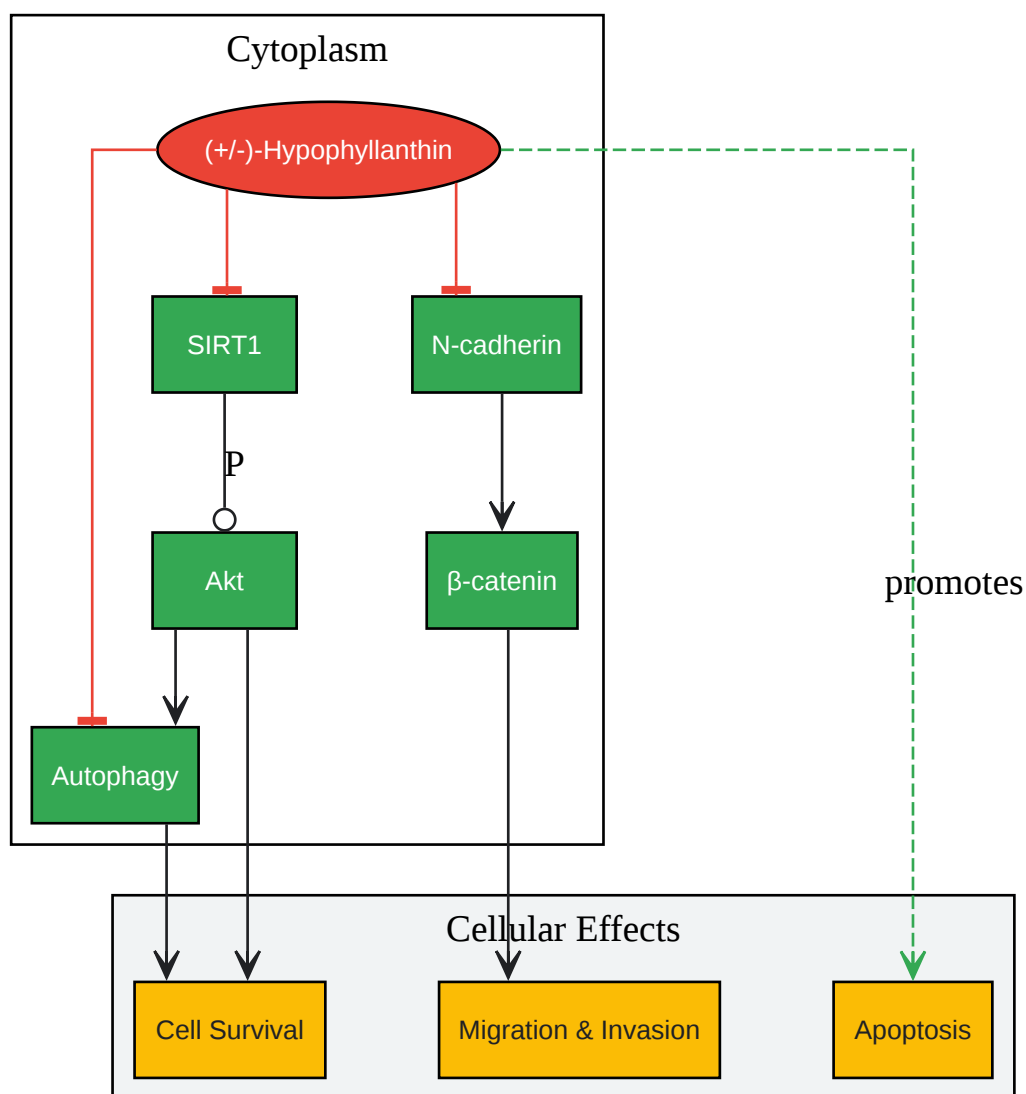 Cytoplasm
(+/-)-Hypophyllanthin
SIRT1
N-cadherin
P
Akt
β-catenin
promotes
Autophagy
Cellular Effects
Cell Survival
Migration & Invasion
Apoptosis